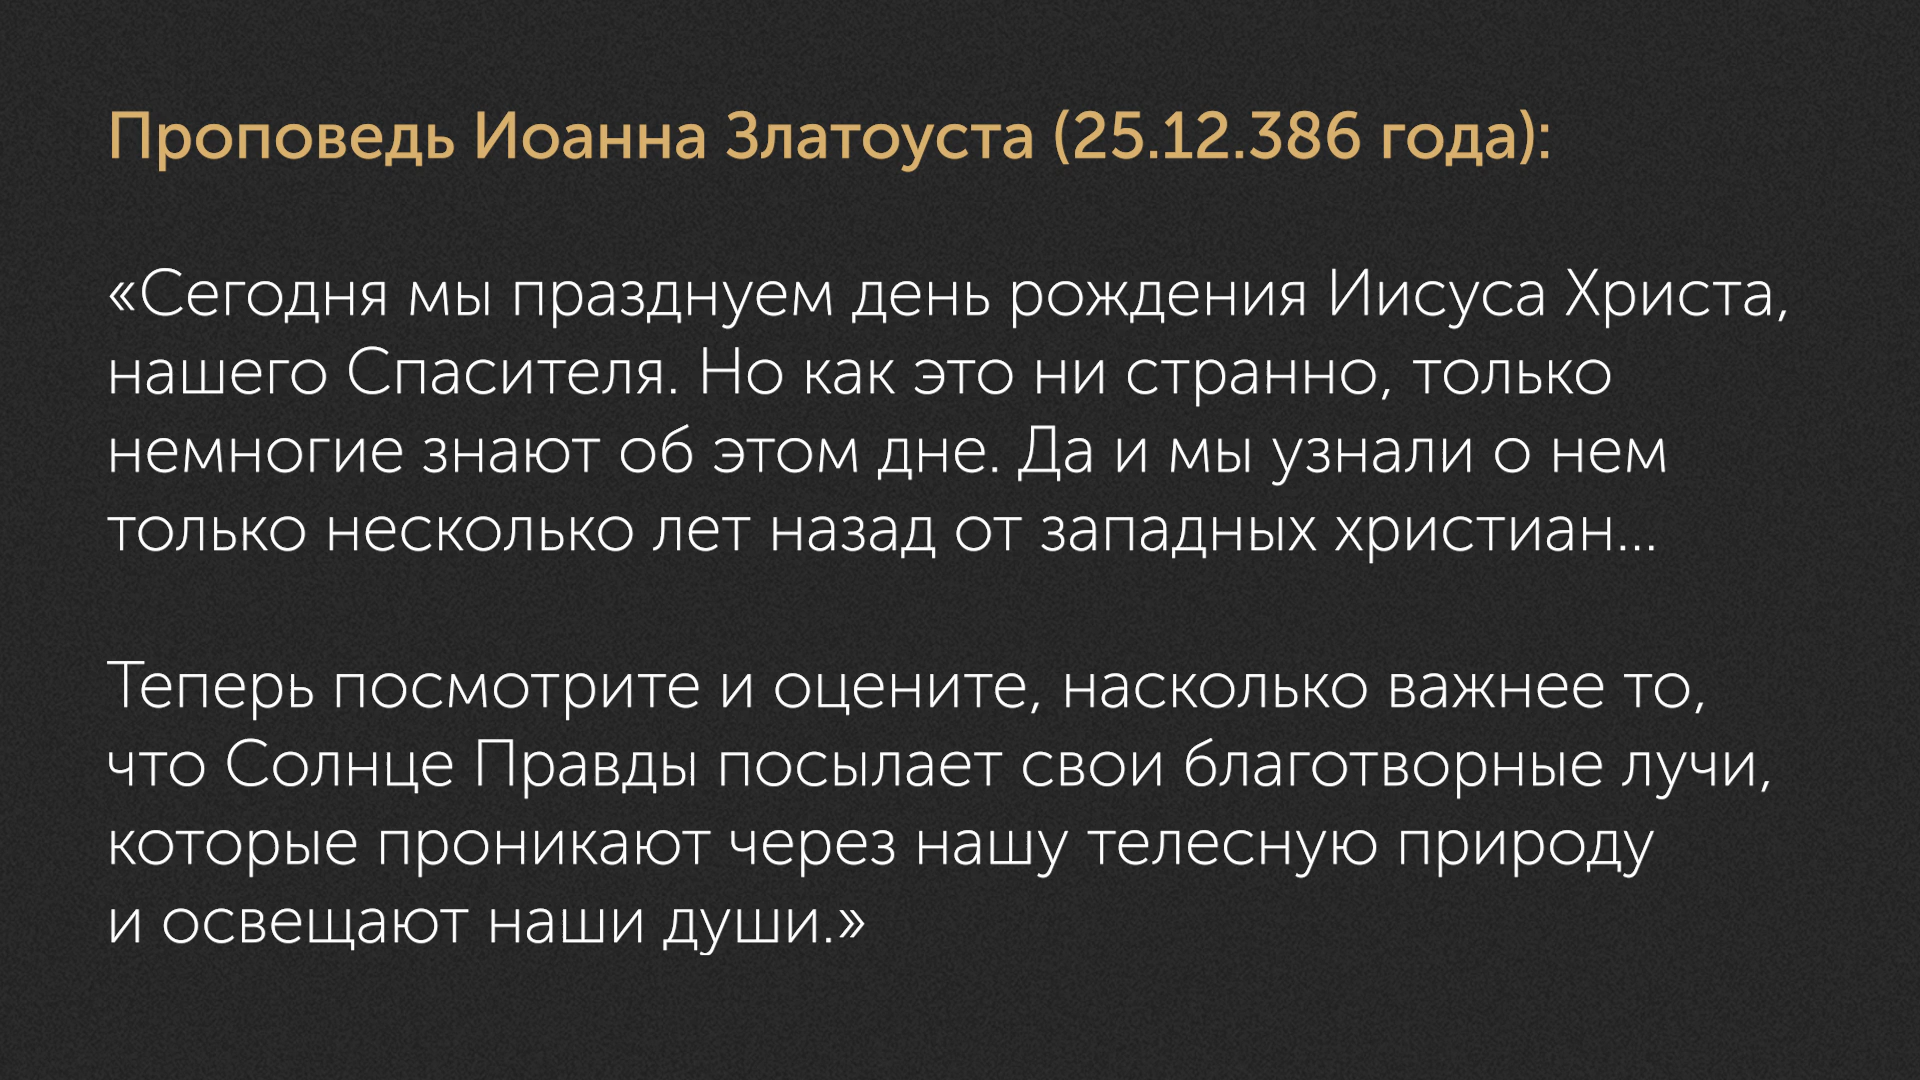 Проповедь Иоанна Златоуста (25.12.386 года):
«Сегодня мы празднуем день рождения Иисуса Христа,
нашего Спасителя. Но как это ни странно, только
немногие знают об этом дне. Да и мы узнали о нем
только несколько лет назад от западных христиан...
Теперь посмотрите и оцените, насколько важнее то,
что Солнце Правды посылает свои благотворные лучи,
которые проникают через нашу телесную природу
и освещают наши души.»